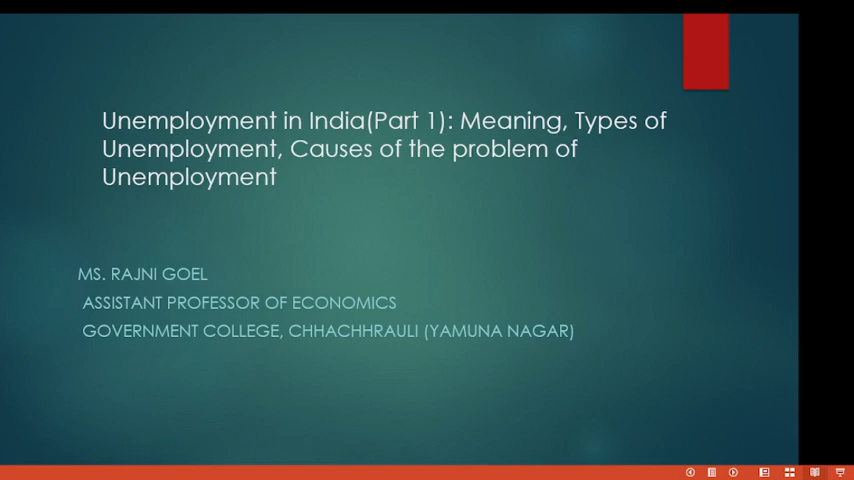 Unemployment in India(Part 1): Meaning, Types of
Unemployment, Causes of the problem of
Unemployment
MS. RAJNI GOEL
ASSISTANT PROFESSOR OF ECONOMICS
GOVERNMENT COLLEGE, CHHACHHRAULI (YAMUNA NAGAR)